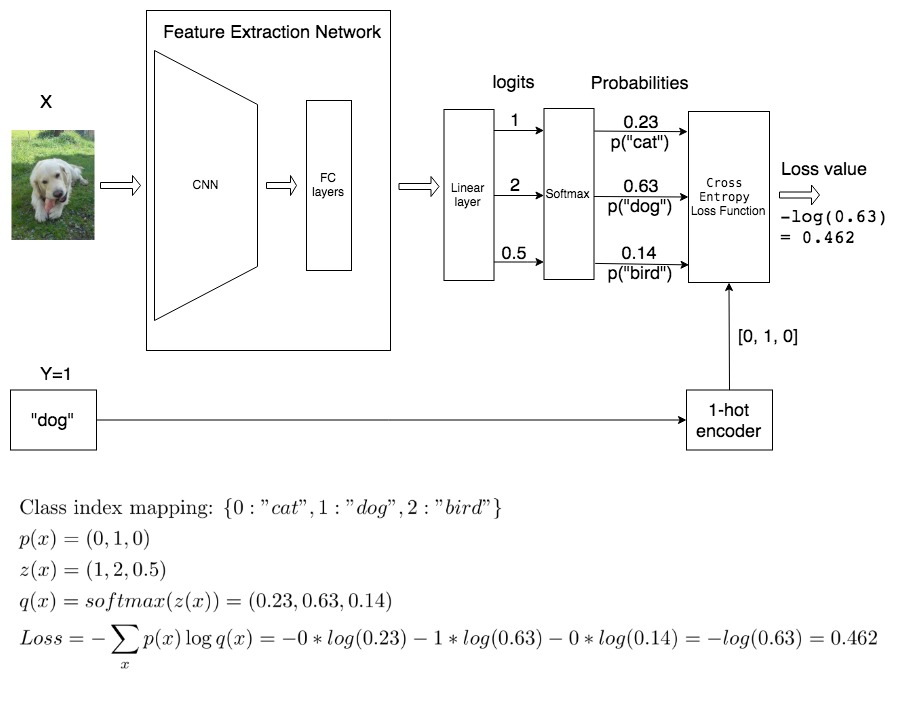 Feature Extraction Network
X
CNN
FC
layers
logits
Probabilities
Linear
layer
1
2
0.5
Softmax
0.23
p("cat")
0.63
p("dog")
0.14
p("bird")
Cross
Entropy
Loss Function
Loss value
-log(0.63)
= 0.462
[0, 1, 0]
Y=1
"dog"
1-hot
encoder
Class index mapping: {0 : ”cat”, 1 : ”dog”, 2 : ”bird”}
p(x) = (0, 1, 0)
z(x) = (1, 2, 0.5)
q(x) = softmax(z(x)) = (0.23, 0.63, 0.14)
Loss = −∑ₓ p(x) log q(x) = −0 ∗ log(0.23) − 1 ∗ log(0.63) − 0 ∗ log(0.14) = −log(0.63) = 0.462